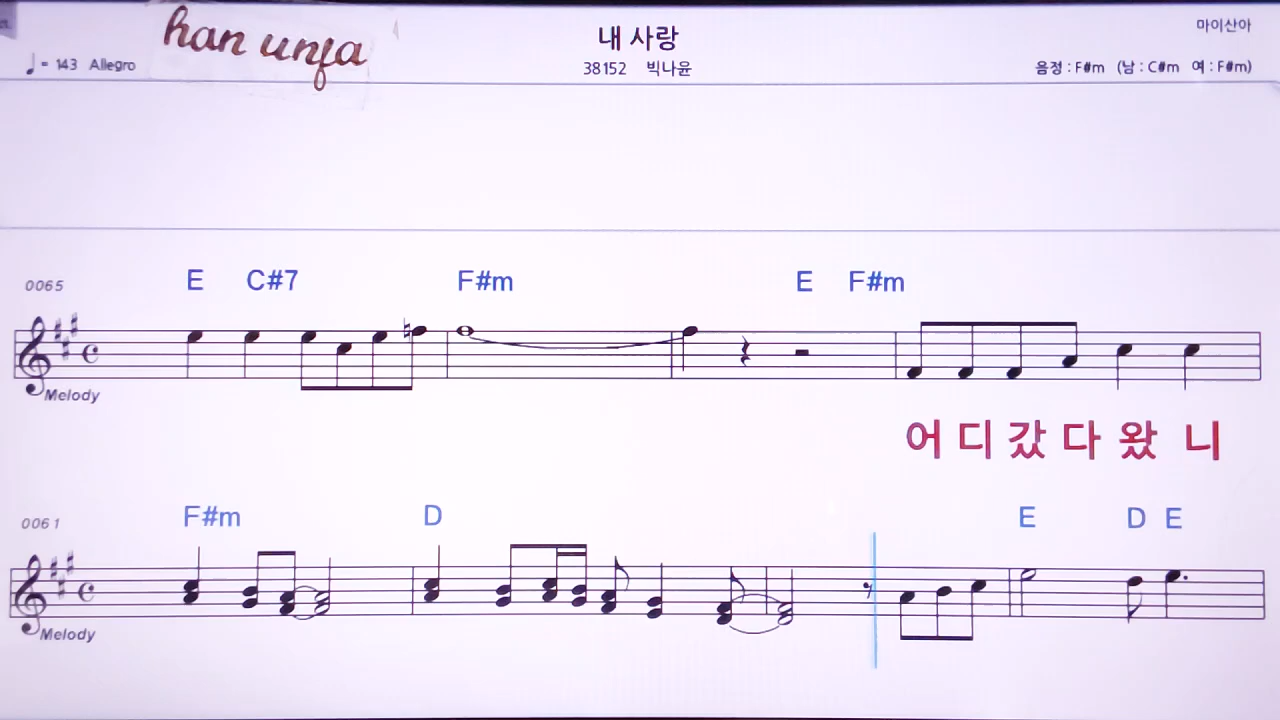 han unfa
내 사랑
마이산아
♩ = 143 Allegro
38152 빅나윤
음정 : F#m (남 : C#m 여 : F#m)
0065
E C#7 F#m E F#m
Melody
어 디 갔 다 왔 니
0061
F#m D E D E
Melody